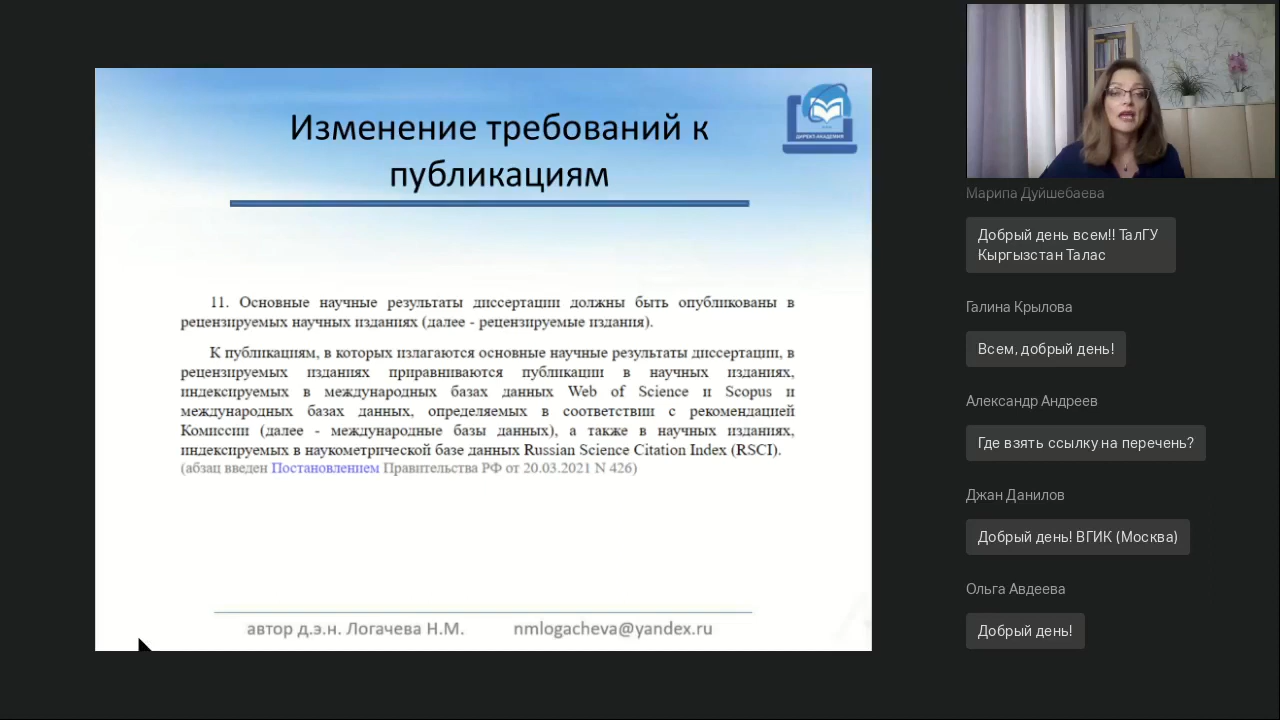 Изменение требований к
публикациям
ДИРЕКТ-АКАДЕМИЯ
11. Основные научные результаты диссертации должны быть опубликованы в
рецензируемых научных изданиях (далее - рецензируемые издания).
К публикациям, в которых излагаются основные научные результаты диссертации, в
рецензируемых изданиях приравниваются публикации в научных изданиях,
индексируемых в международных базах данных Web of Science и Scopus и
международных базах данных, определяемых в соответствии с рекомендацией
Комиссии (далее - международные базы данных), а также в научных изданиях,
индексируемых в наукометрической базе данных Russian Science Citation Index (RSCI).
(абзац введен Постановлением Правительства РФ от 20.03.2021 N 426)
автор д.э.н. Логачева Н.М. nmlogacheva@yandex.ru
Марипа Дуйшебаева
Добрый день всем!! ТалГУ
Кыргызстан Талас
Галина Крылова
Всем, добрый день!
Александр Андреев
Где взять ссылку на перечень?
Джан Данилов
Добрый день! ВГИК (Москва)
Ольга Авдеева
Добрый день!